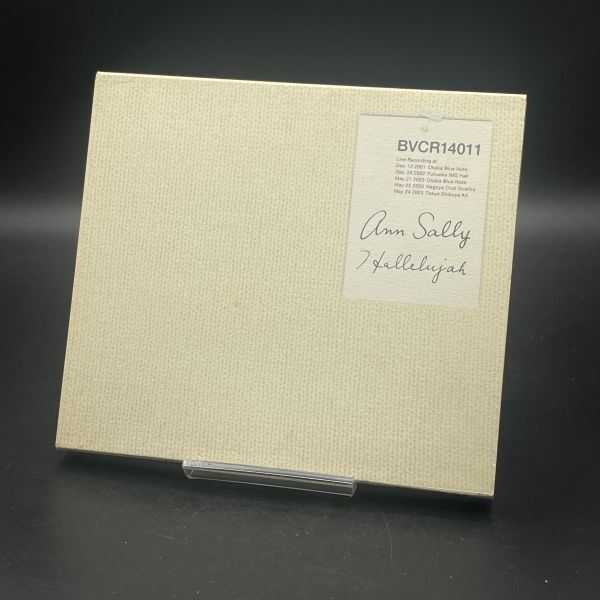 BVCR14011
Live Recording at
Dec. 12 2001 Osaka Blue Note
Dec. 24 2002 Fukuoka IMS Hall
May 21 2003 Osaka Blue Note
May 22 2003 Nagoya Club Quattro
May 24 2003 Tokyo Shibuya AX
Ann Sally
Hallelujah